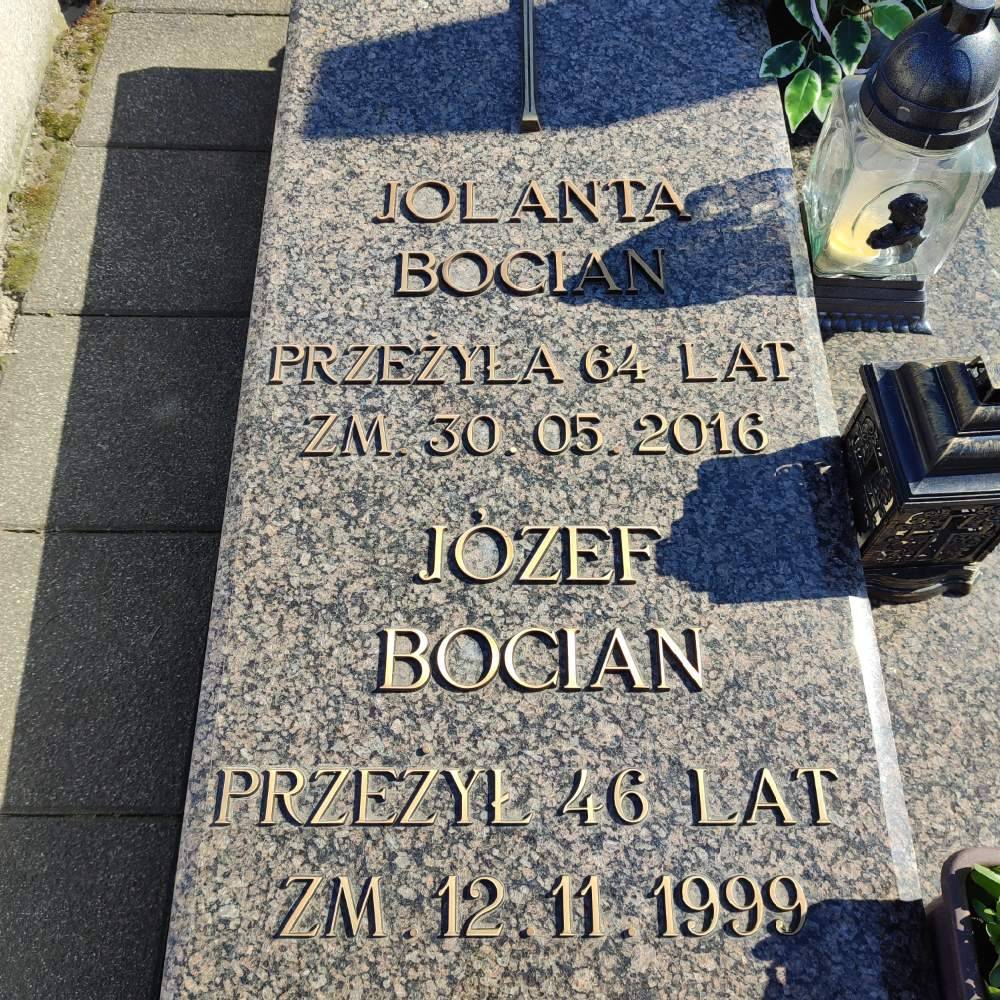 JOLANTA
BOCIAN
PRZEŻYŁA 64 LAT
ZM. 30.05.2016
JÓZEF
BOCIAN
PRZEŻYŁ 46 LAT
ZM.12.11.1999